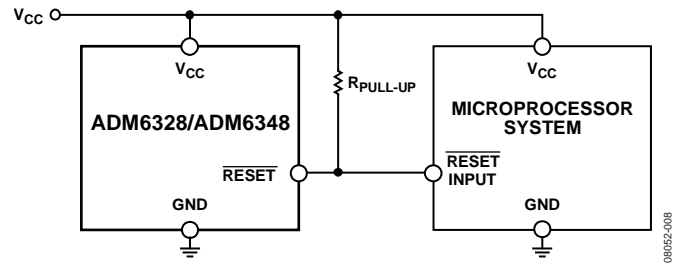 VCC
VCC
VCC
RPULL-UP
ADM6328/ADM6348
MICROPROCESSOR
SYSTEM
RESET
RESET
INPUT
GND
GND
08052-008